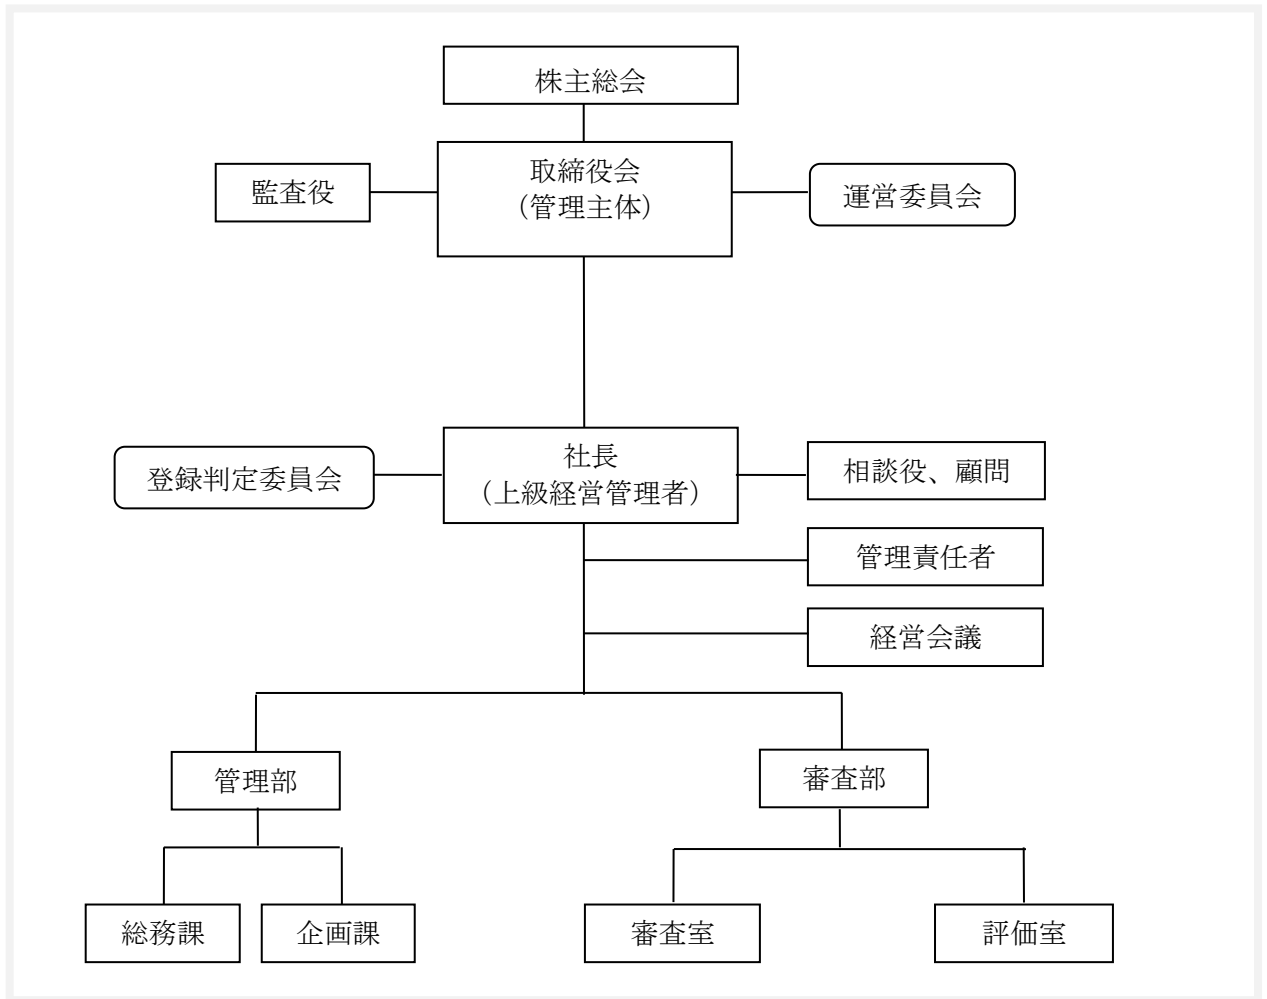 株主総会
監査役
取締役会
（管理主体）
運営委員会
登録判定委員会
社長
（上級経営管理者）
相談役、顧問
管理責任者
経営会議
管理部
審査部
総務課
企画課
審査室
評価室